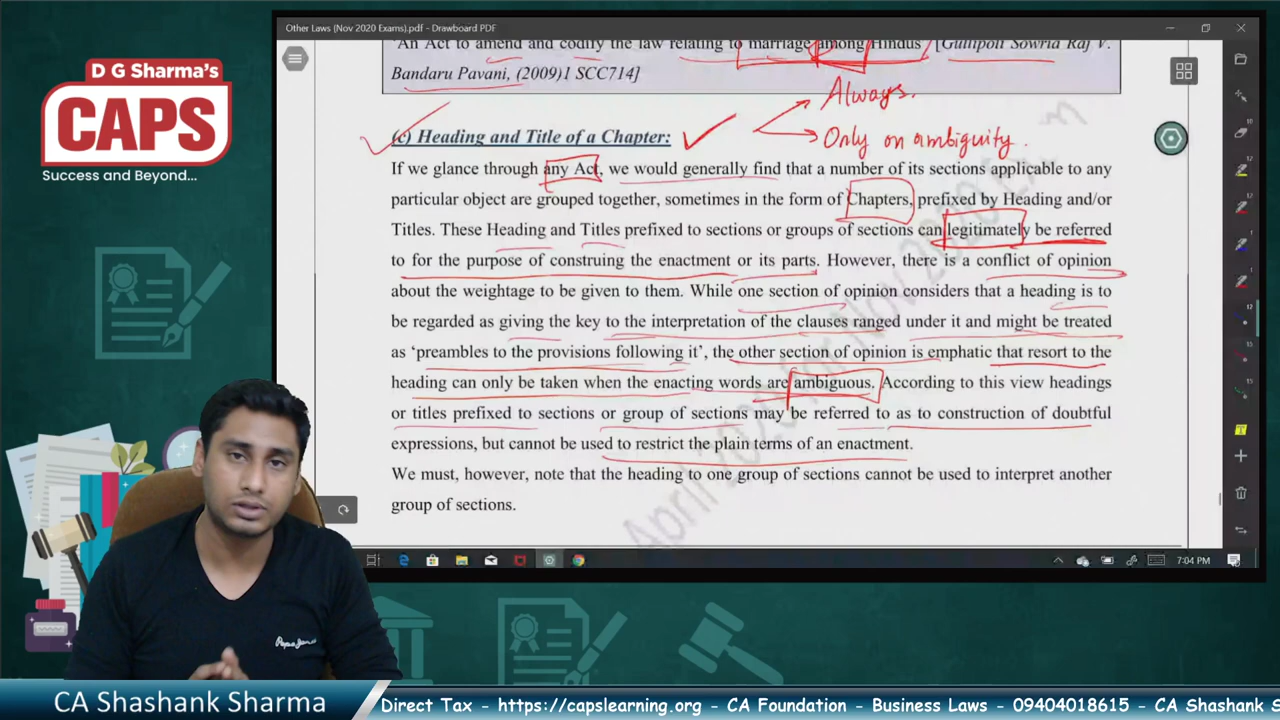 Other Laws (Nov 2020 Exams).pdf - Drawboard PDF
D G Sharma's
CAPS
Success and Beyond...
'An Act to amend and codify the law relating to marriage among Hindus [Gullipoli Sowria Raj V.
Bandaru Pavani, (2009)1 SCC714]
Always.
Only on ambiguity.
(c) Heading and Title of a Chapter:
If we glance through any Act, we would generally find that a number of its sections applicable to any
particular object are grouped together, sometimes in the form of Chapters, prefixed by Heading and/or
Titles. These Heading and Titles prefixed to sections or groups of sections can legitimately be referred
to for the purpose of construing the enactment or its parts. However, there is a conflict of opinion
about the weightage to be given to them. While one section of opinion considers that a heading is to
be regarded as giving the key to the interpretation of the clauses ranged under it and might be treated
as 'preambles to the provisions following it', the other section of opinion is emphatic that resort to the
heading can only be taken when the enacting words are ambiguous. According to this view headings
or titles prefixed to sections or group of sections may be referred to as to construction of doubtful
expressions, but cannot be used to restrict the plain terms of an enactment.
We must, however, note that the heading to one group of sections cannot be used to interpret another
group of sections.
7:04 PM
Pepe Jeans
CA Shashank Sharma
Direct Tax - https://capslearning.org - CA Foundation - Business Laws - 09404018615 - CA Shashank S